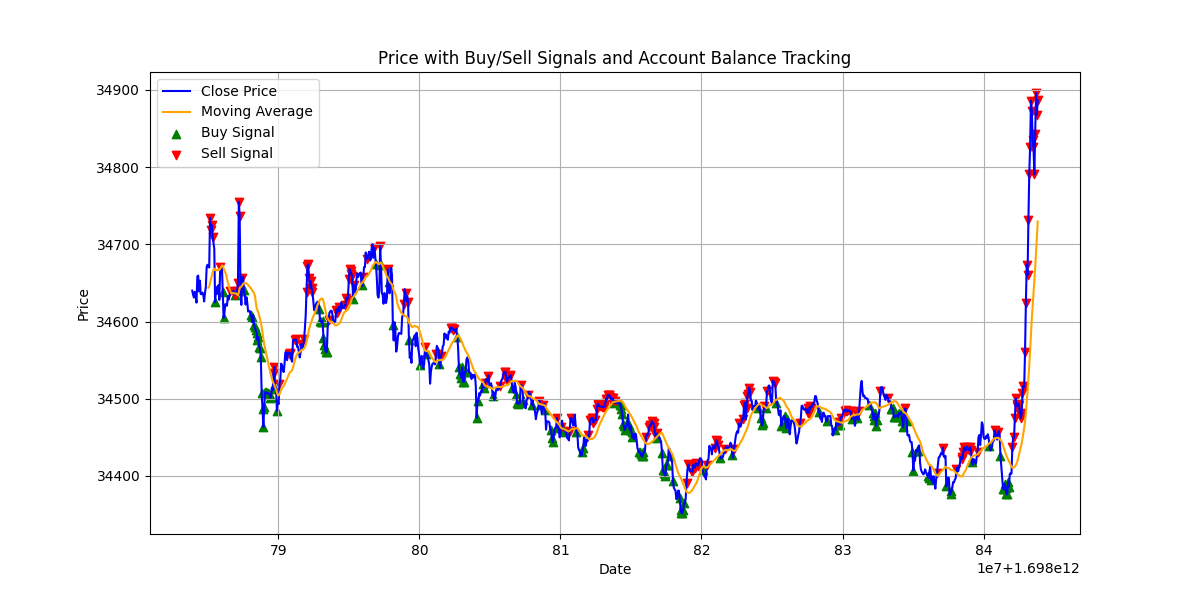 Price with Buy/Sell Signals and Account Balance Tracking
Close Price
Moving Average
Buy Signal
Sell Signal
34900
34800
34700
34600
34500
34400
Price
79 80 81 82 83 84
Date
1e7+1.698e12